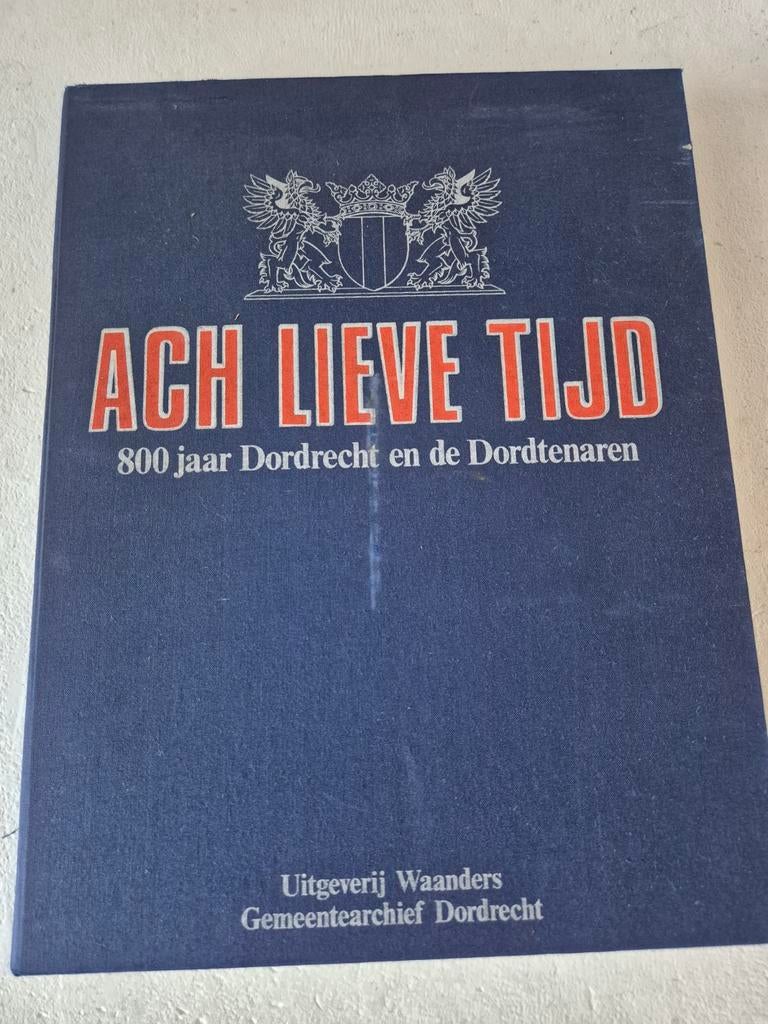 ACH LIEVE TIJD
800 jaar Dordrecht en de Dordtenaren
Uitgeverij Waanders
Gemeentearchief Dordrecht